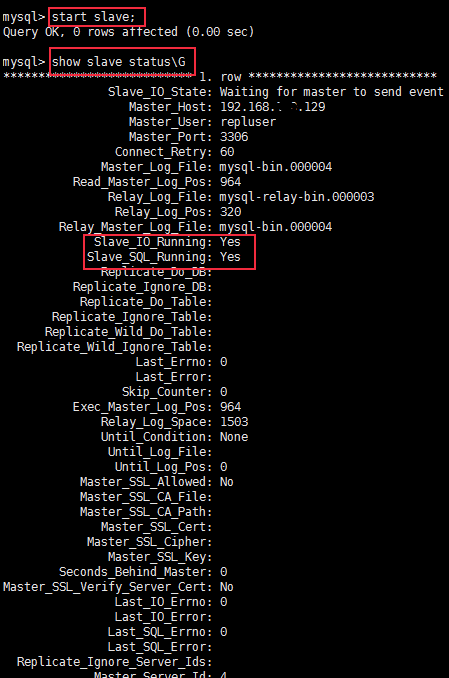 mysql> start slave;
Query OK, 0 rows affected (0.00 sec)
mysql> show slave status\G
*************************** 1. row ***************************
Slave_IO_State: Waiting for master to send event
Master_Host: 192.168. .129
Master_User: repluser
Master_Port: 3306
Connect_Retry: 60
Master_Log_File: mysql-bin.000004
Read_Master_Log_Pos: 964
Relay_Log_File: mysql-relay-bin.000003
Relay_Log_Pos: 320
Relay_Master_Log_File: mysql-bin.000004
Slave_IO_Running: Yes
Slave_SQL_Running: Yes
Replicate_Do_DB:
Replicate_Ignore_DB:
Replicate_Do_Table:
Replicate_Ignore_Table:
Replicate_Wild_Do_Table:
Replicate_Wild_Ignore_Table:
Last_Errno: 0
Last_Error:
Skip_Counter: 0
Exec_Master_Log_Pos: 964
Relay_Log_Space: 1503
Until_Condition: None
Until_Log_File:
Until_Log_Pos: 0
Master_SSL_Allowed: No
Master_SSL_CA_File:
Master_SSL_CA_Path:
Master_SSL_Cert:
Master_SSL_Cipher:
Master_SSL_Key:
Seconds_Behind_Master: 0
Master_SSL_Verify_Server_Cert: No
Last_IO_Errno: 0
Last_IO_Error:
Last_SQL_Errno: 0
Last_SQL_Error:
Replicate_Ignore_Server_Ids:
Master_Server_Id: 4